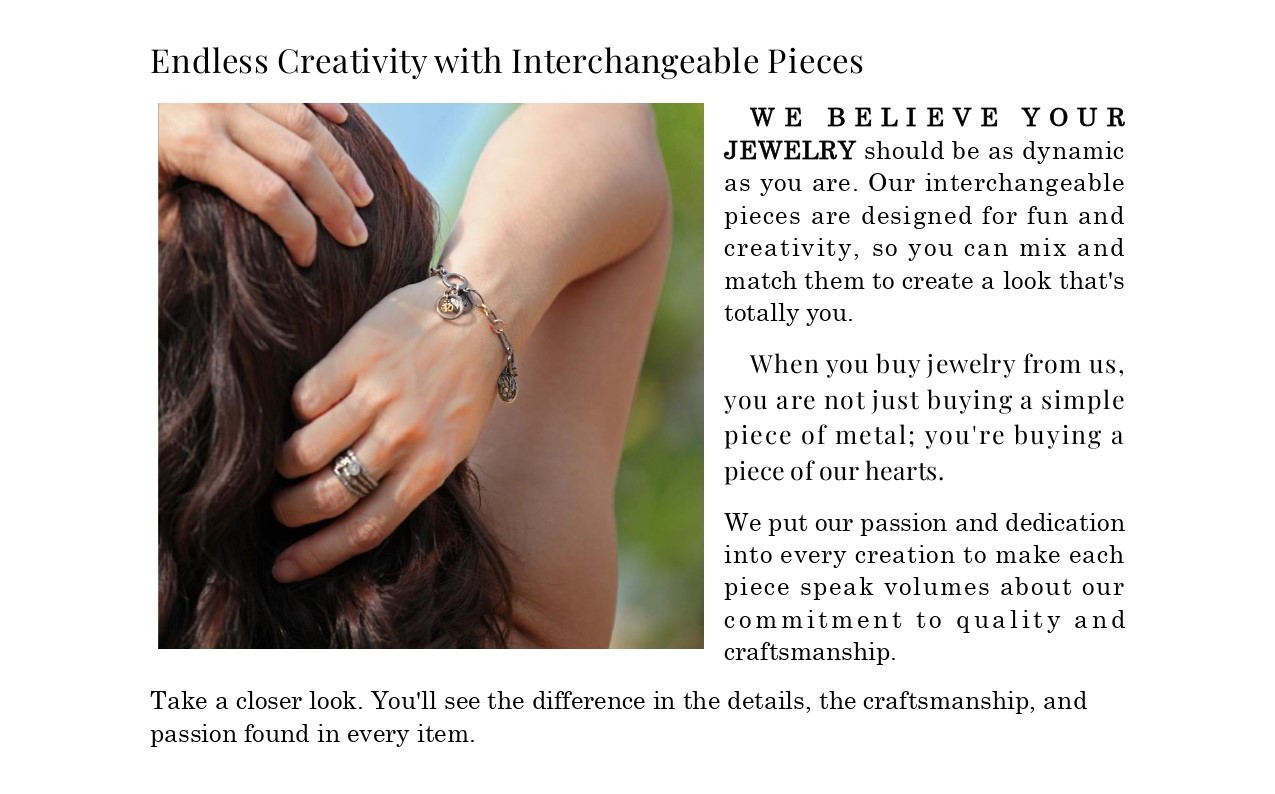 Endless Creativity with Interchangeable Pieces
WE BELIEVE YOUR
JEWELRY should be as dynamic
as you are. Our interchangeable
pieces are designed for fun and
creativity, so you can mix and
match them to create a look that's
totally you.
When you buy jewelry from us,
you are not just buying a simple
piece of metal; you're buying a
piece of our hearts.
We put our passion and dedication
into every creation to make each
piece speak volumes about our
commitment to quality and
craftsmanship.
Take a closer look. You'll see the difference in the details, the craftsmanship, and
passion found in every item.